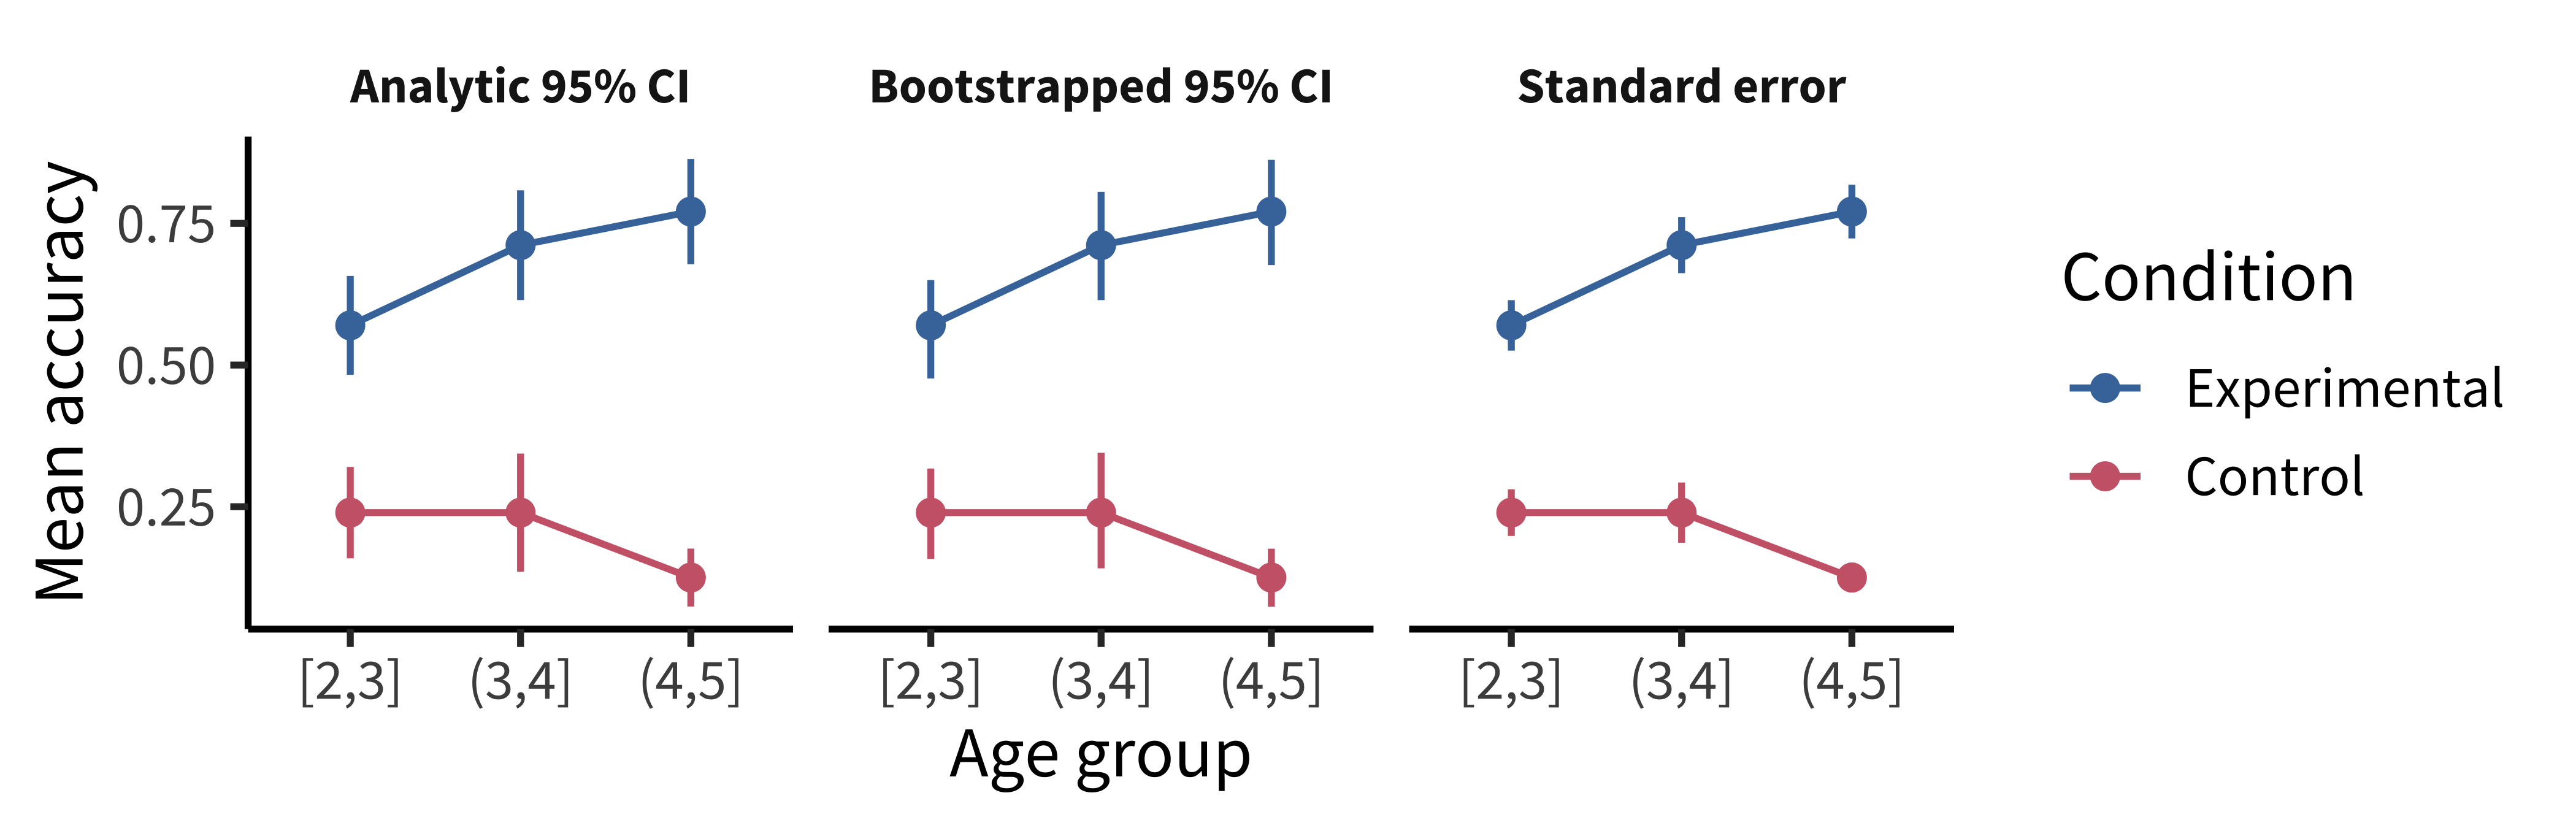 Analytic 95% CI
Bootstrapped 95% CI
Standard error
Mean accuracy
0.75
0.50
0.25
[2,3]
(3,4]
(4,5]
[2,3]
(3,4]
(4,5]
[2,3]
(3,4]
(4,5]
Age group
Condition
Experimental
Control